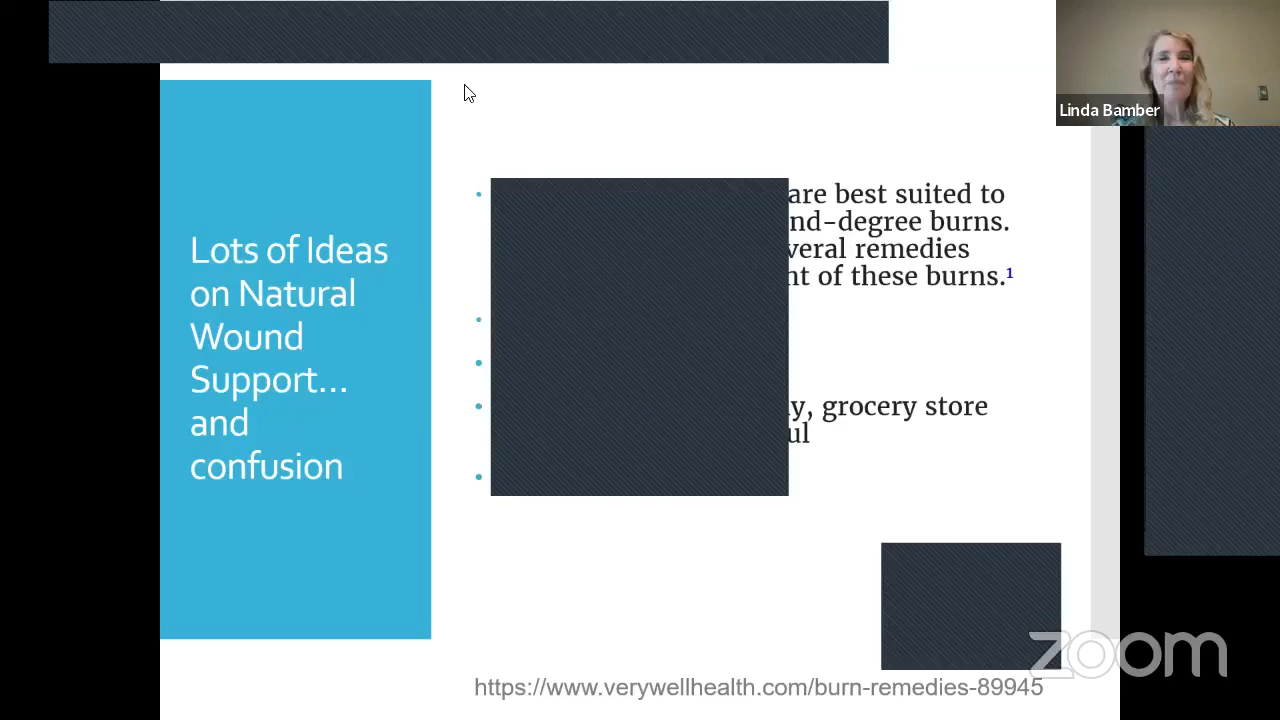 Linda Bamber
Lots of Ideas
on Natural
Wound
Support...
and
confusion
are best suited to
nd-degree burns.
veral remedies
nt of these burns.1
y, grocery store
ul
https://www.verywellhealth.com/burn-remedies-89945
zoom